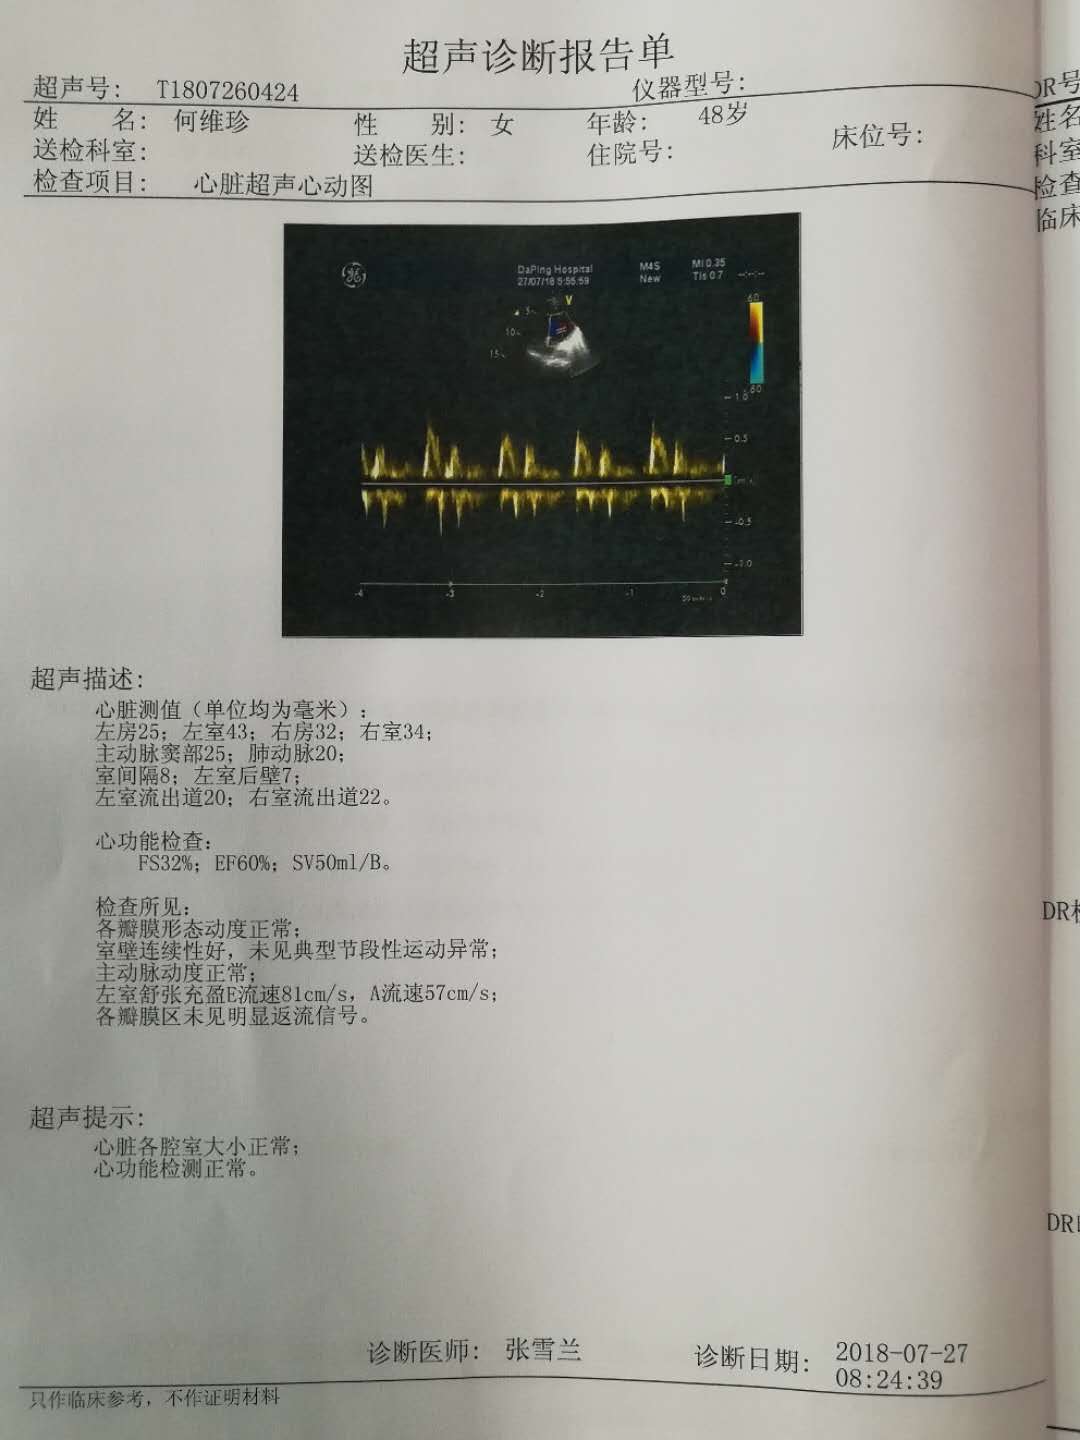 超声诊断报告单
超声号: T1807260424 仪器型号:
姓 名: 何维珍 性 别: 女 年龄: 48岁 床位号:
送检科室: 送检医生: 住院号:
检查项目: 心脏超声心动图
DaPing Hospital M4S MI 0.35
27/07/18 5:55:59 New TIs 0.7
V
5
10
15
.60
.60
1.0
0.5
-0.5
-1.0
-4 -3 -2 -1 0
超声描述:
心脏测值（单位均为毫米）:
左房25; 左室43; 右房32; 右室34;
主动脉窦部25; 肺动脉20;
室间隔8; 左室后壁7;
左室流出道20; 右室流出道22。
心功能检查:
FS32%; EF60%; SV50ml/B。
检查所见:
各瓣膜形态动度正常;
室壁连续性好, 未见典型节段性运动异常;
主动脉动度正常;
左室舒张充盈E流速81cm/s, A流速57cm/s;
各瓣膜区未见明显返流信号。
超声提示:
心脏各腔室大小正常;
心功能检测正常。
诊断医师: 张雪兰 诊断日期: 2018-07-27
08:24:39
只作临床参考, 不作证明材料
DR号
姓名
科室
检查
临床
DR
DR